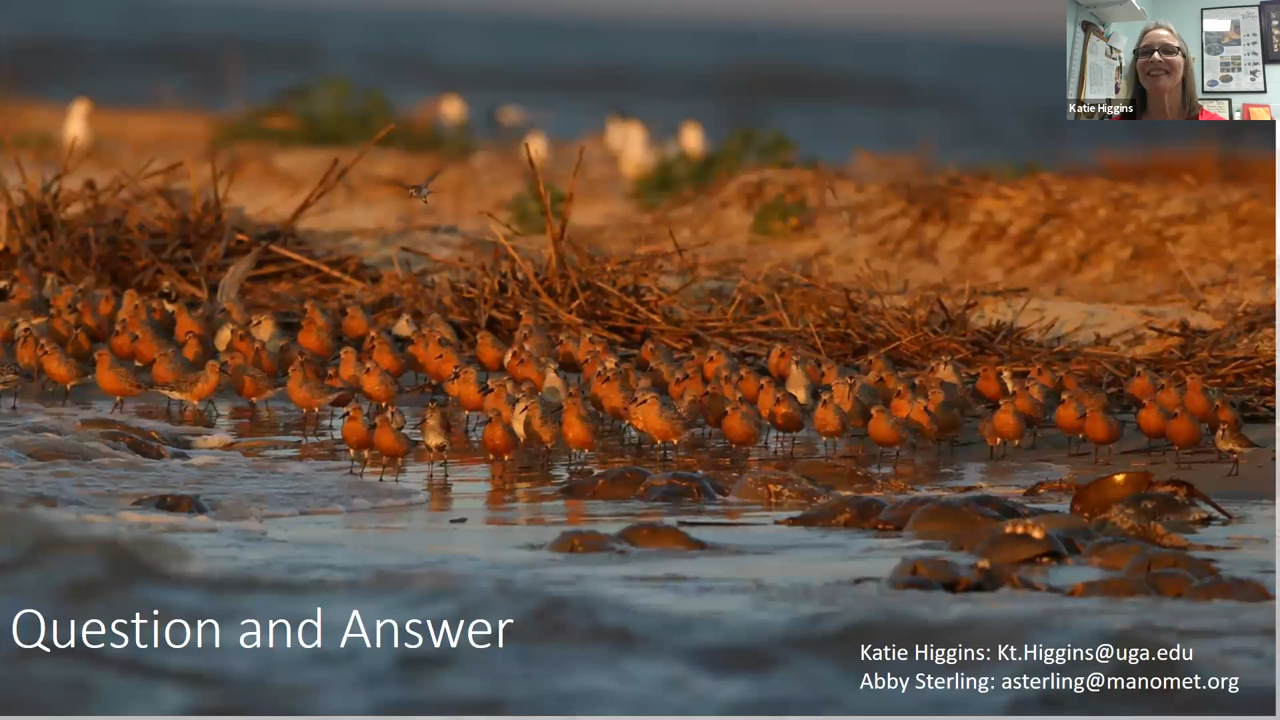 Katie Higgins
Question and Answer
Katie Higgins: Kt.Higgins@uga.edu
Abby Sterling: asterling@manomet.org